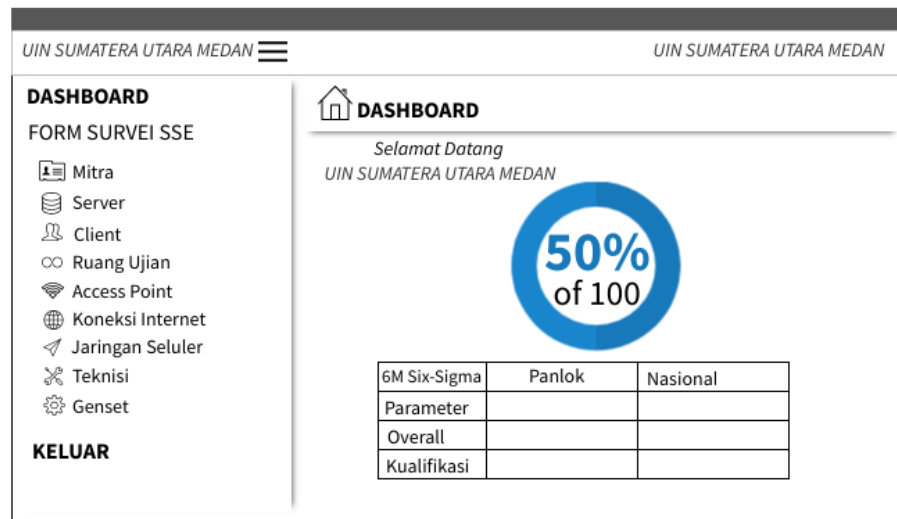 UIN SUMATERA UTARA MEDAN
UIN SUMATERA UTARA MEDAN
DASHBOARD
FORM SURVEI SSE
Mitra
Server
Client
Ruang Ujian
Access Point
Koneksi Internet
Jaringan Seluler
Teknisi
Genset
KELUAR
DASHBOARD
Selamat Datang
UIN SUMATERA UTARA MEDAN
50%
of 100
6M Six-Sigma Panlok Nasional
Parameter
Overall
Kualifikasi